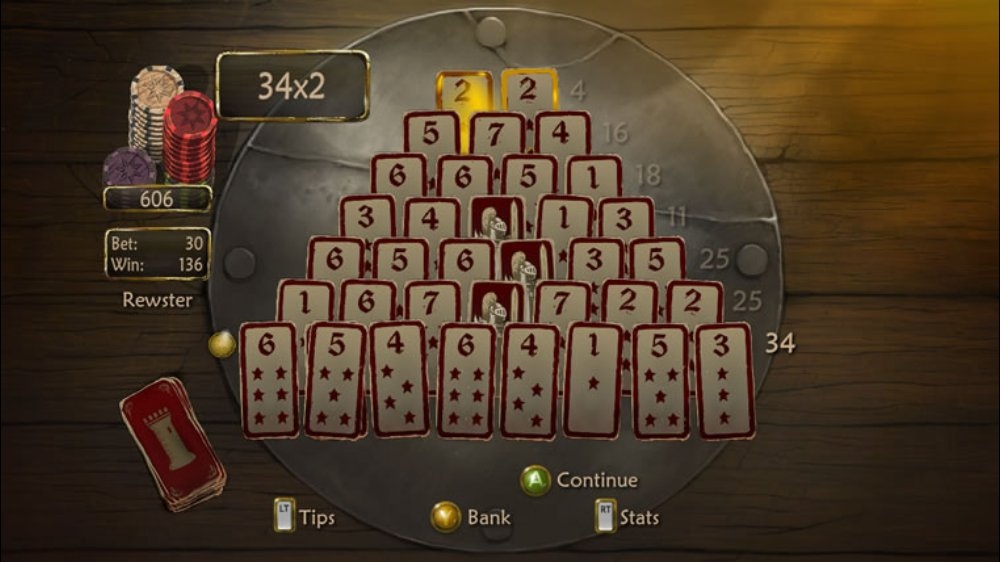 34x2
2 2 4
5 7 4 16
6 6 5 1 18
3 4 1 3 11
6 5 6 3 5 25
1 6 7 7 2 2 25
6 5 4 6 4 1 5 3 34
606
Bet: 30
Win: 136
Rewster
A Continue
LT Tips Y Bank RT Stats